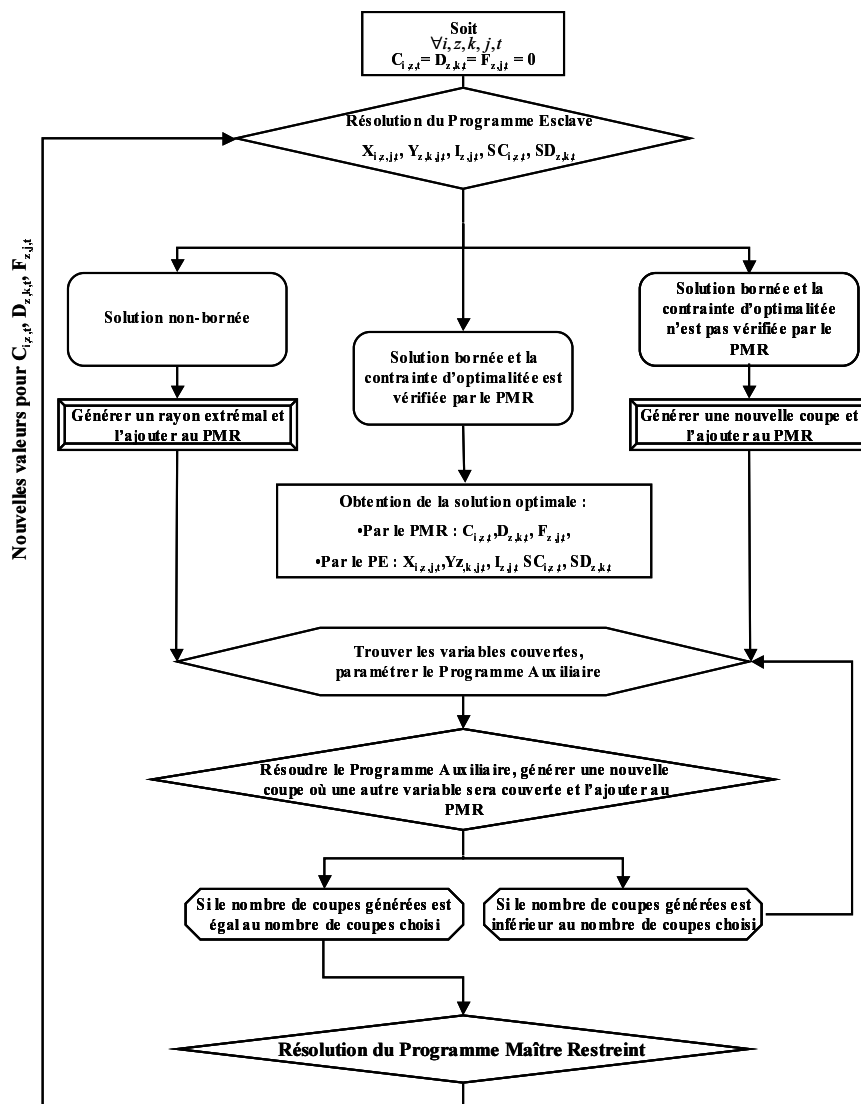 Soit
∀i, z, k, j, t
C_{i,z,t} = D_{z,k,t} = F_{z,j,t} = 0
Résolution du Programme Esclave
X_{i,z,j,t}, Y_{z,k,j,t}, I_{z,j,t}, SC_{i,z,t}, SD_{z,k,t}
Nouvelles valeurs pour C_{i,z,t}, D_{z,k,t}, F_{z,j,t}
Solution non-bornée
Solution bornée et la
contrainte d'optimalitée est
vérifiée par le PMR
Solution bornée et la
contrainte d'optimalitée
n'est pas vérifiée par le
PMR
Générer un rayon extrémal et
l'ajouter au PMR
Générer une nouvelle coupe et
l'ajouter au PMR
Obtention de la solution optimale :
•Par le PMR : C_{i,z,t}, D_{z,k,t}, F_{z,j,t},
•Par le PE : X_{i,z,j,t}, Yz_{,k,j,t}, I_{z,j,t} SC_{i,z,t}, SD_{z,k,t}
Trouver les variables couvertes,
paramétrer le Programme Auxiliaire
Résoudre le Programme Auxiliaire, générer une nouvelle
coupe où une autre variable sera couverte et l'ajouter au
PMR
Si le nombre de coupes générées est
égal au nombre de coupes choisi
Si le nombre de coupes générées est
inférieur au nombre de coupes choisi
Résolution du Programme Maître Restreint